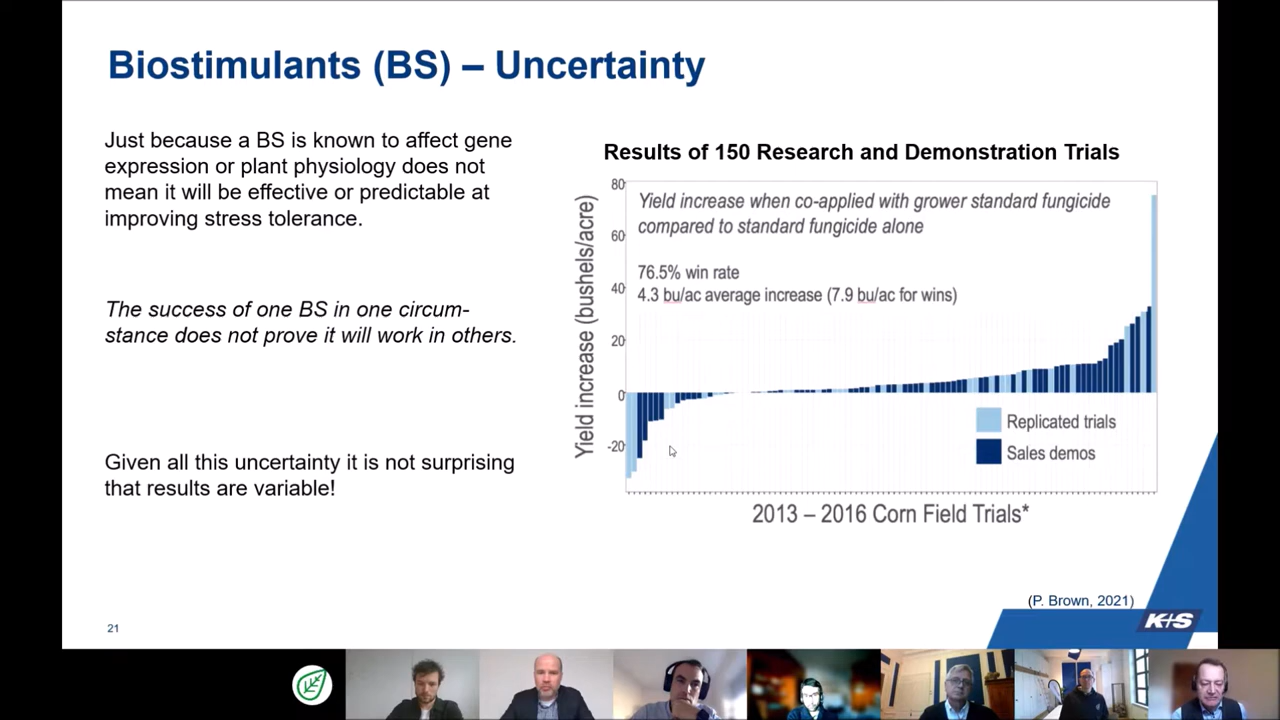 Biostimulants (BS) – Uncertainty
Just because a BS is known to affect gene
expression or plant physiology does not
mean it will be effective or predictable at
improving stress tolerance.
The success of one BS in one circum-
stance does not prove it will work in others.
Given all this uncertainty it is not surprising
that results are variable!
Results of 150 Research and Demonstration Trials
Yield increase when co-applied with grower standard fungicide
compared to standard fungicide alone
76.5% win rate
4.3 bu/ac average increase (7.9 bu/ac for wins)
Yield increase (bushels/acre)
80
60
40
20
0
-20
Replicated trials
Sales demos
2013 – 2016 Corn Field Trials*
(P. Brown, 2021)
21
K+S